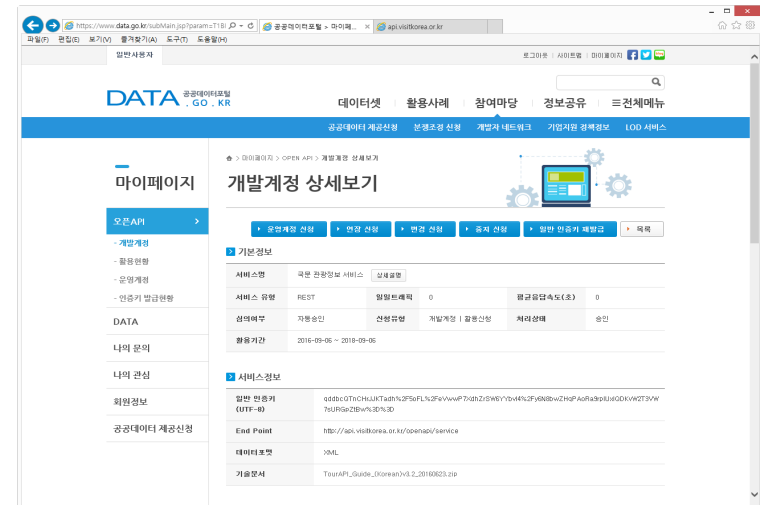 https://www.data.go.kr/subMain.jsp?param=T1B
공공데이터포털 > 마이페...
api.visitkorea.or.kr
파일(F) 편집(E) 보기(V) 즐겨찾기(A) 도구(T) 도움말(H)
일반사용자
로그아웃 사이트맵 마이페이지
DATA 공공데이터포털
.GO.KR
데이터셋 활용사례 참여마당 정보공유 전체메뉴
공공데이터 제공신청 분쟁조정 신청 개발자 네트워크 기업지원 정책정보 LOD 서비스
> 마이페이지 > OPEN API > 개발계정 상세보기
마이페이지
개발계정 상세보기
오픈API >
- 개발계정
- 활용현황
- 운영계정
- 인증키 발급현황
DATA
나의 문의
나의 관심
회원정보
공공데이터 제공신청
운영계정 신청 연장 신청 변경 신청 중지 신청 일반 인증키 재발급 목록
기본정보
서비스명 국문 관광정보 서비스 상세설명
서비스 유형 REST 일일트래픽 0 평균응답속도(초) 0
심의여부 자동승인 신청유형 개발계정 | 활용신청 처리상태 승인
활용기간 2016-09-06 ~ 2018-09-06
서비스정보
일반 인증키
(UTF-8)
7sURGpZtBw%3D%3D
End Point http://api.visitkorea.or.kr/openapi/service
데이터포맷 XML
기술문서 TourAPI_Guide_(Korean)v3.2_20160623.zip